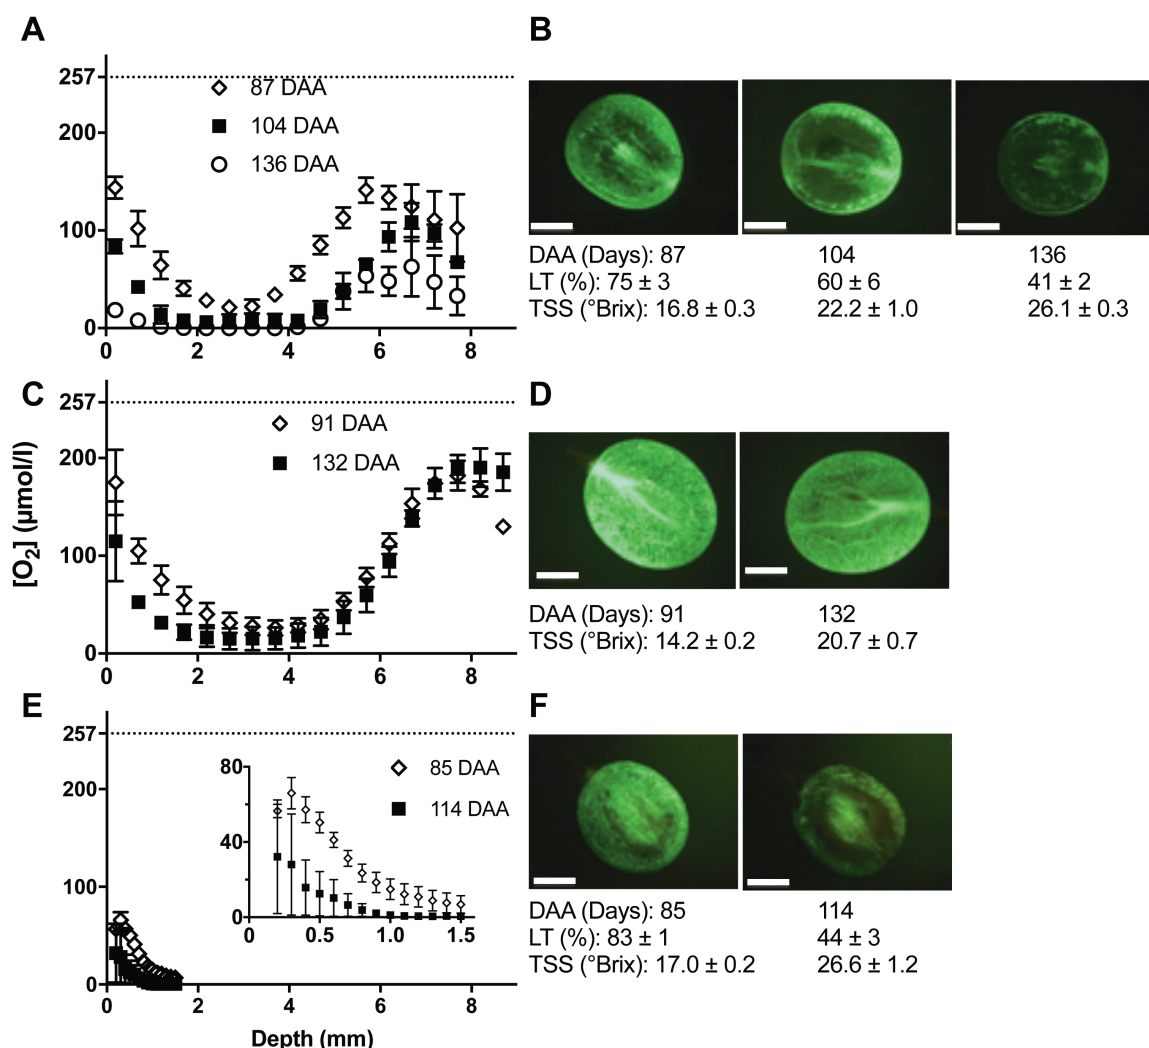 A
257
200
100
0
0 2 4 6 8
87 DAA
104 DAA
136 DAA
B
DAA (Days): 87 104 136
LT (%): 75 ± 3 60 ± 6 41 ± 2
TSS (°Brix): 16.8 ± 0.3 22.2 ± 1.0 26.1 ± 0.3
C
257
200
100
0
0 2 4 6 8
91 DAA
132 DAA
[O₂] (µmol/l)
D
DAA (Days): 91 132
TSS (°Brix): 14.2 ± 0.2 20.7 ± 0.7
E
257
200
100
0
0 2 4 6 8
80
40
0
0 0.5 1.0 1.5
85 DAA
114 DAA
Depth (mm)
F
DAA (Days): 85 114
LT (%): 83 ± 1 44 ± 3
TSS (°Brix): 17.0 ± 0.2 26.6 ± 1.2